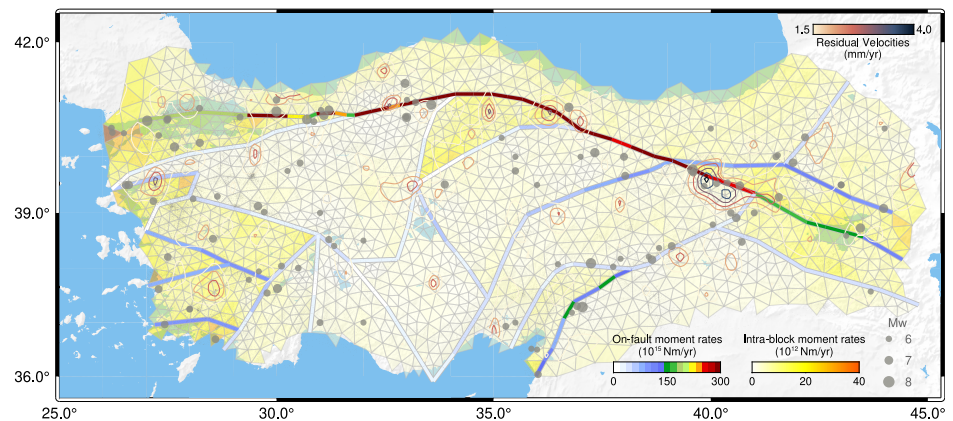 42.0°
39.0°
36.0°
25.0°
30.0°
35.0°
40.0°
45.0°
1.5 4.0
Residual Velocities
(mm/yr)
On-fault moment rates
(10¹⁵ Nm/yr)
0 150 300
Intra-block moment rates
(10¹² Nm/yr)
0 20 40
Mw
6
7
8